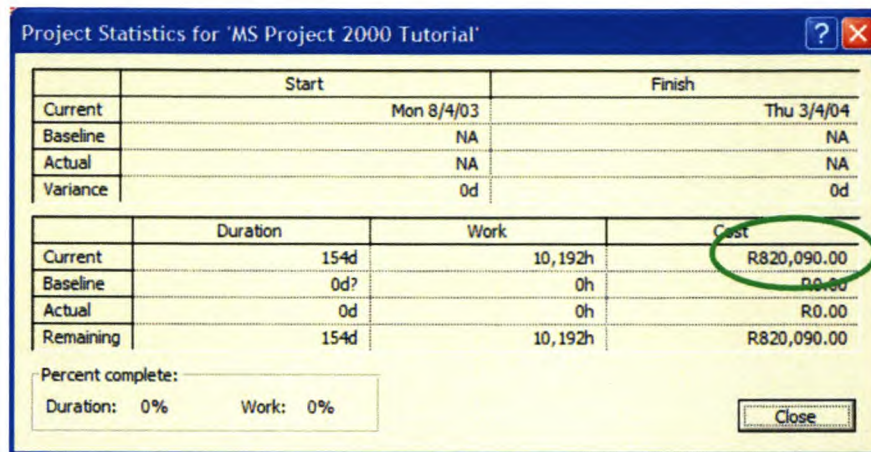 Project Statistics for 'MS Project 2000 Tutorial'
Start Finish
Current Mon 8/4/03 Thu 3/4/04
Baseline NA NA
Actual NA NA
Variance 0d 0d
Duration Work Cost
Current 154d 10,192h R820,090.00
Baseline 0d? 0h R0.00
Actual 0d 0h R0.00
Remaining 154d 10,192h R820,090.00
Percent complete:
Duration: 0% Work: 0%
Close